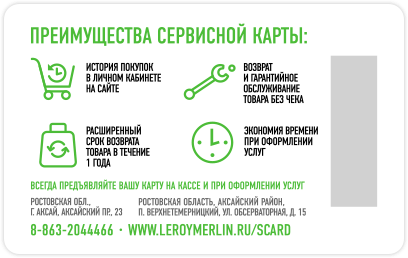 ПРЕИМУЩЕСТВА СЕРВИСНОЙ КАРТЫ:
ИСТОРИЯ ПОКУПОК
В ЛИЧНОМ КАБИНЕТЕ
НА САЙТЕ
ВОЗВРАТ
И ГАРАНТИЙНОЕ
ОБСЛУЖИВАНИЕ
ТОВАРА БЕЗ ЧЕКА
РАСШИРЕННЫЙ
СРОК ВОЗВРАТА
ТОВАРА В ТЕЧЕНИЕ
1 ГОДА
ЭКОНОМИЯ ВРЕМЕНИ
ПРИ ОФОРМЛЕНИИ
УСЛУГ
ВСЕГДА ПРЕДЪЯВЛЯЙТЕ ВАШУ КАРТУ НА КАССЕ И ПРИ ОФОРМЛЕНИИ УСЛУГ
РОСТОВСКАЯ ОБЛ.,
Г. АКСАЙ, АКСАЙСКИЙ ПР., 23
РОСТОВСКАЯ ОБЛАСТЬ, АКСАЙСКИЙ РАЙОН,
П. ВЕРХНЕТЕМЕРНИЦКИЙ, УЛ. ОБСЕРВАТОРНАЯ, Д. 15
8-863-2044466 · WWW.LEROYMERLIN.RU/SCARD